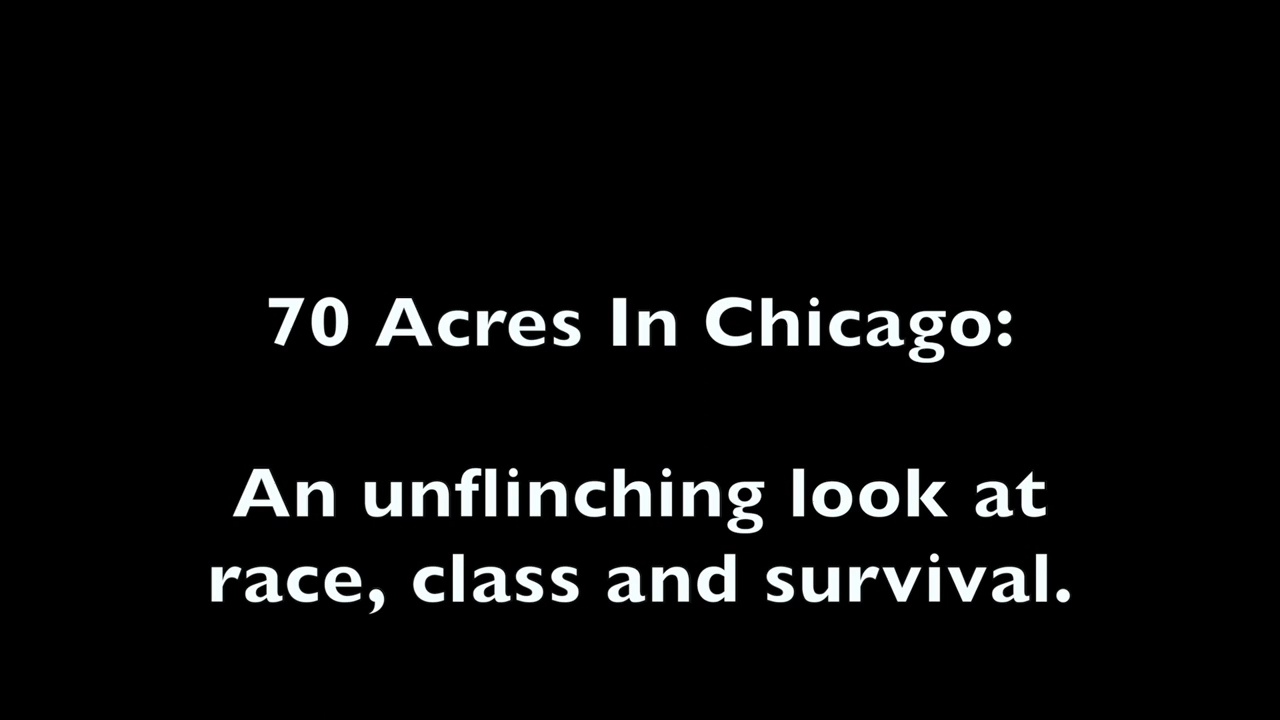 70 Acres In Chicago:
An unflinching look at
race, class and survival.